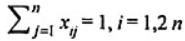 ∑ⁿⱼ₌₁ xᵢⱼ = 1, i = 1,2 n